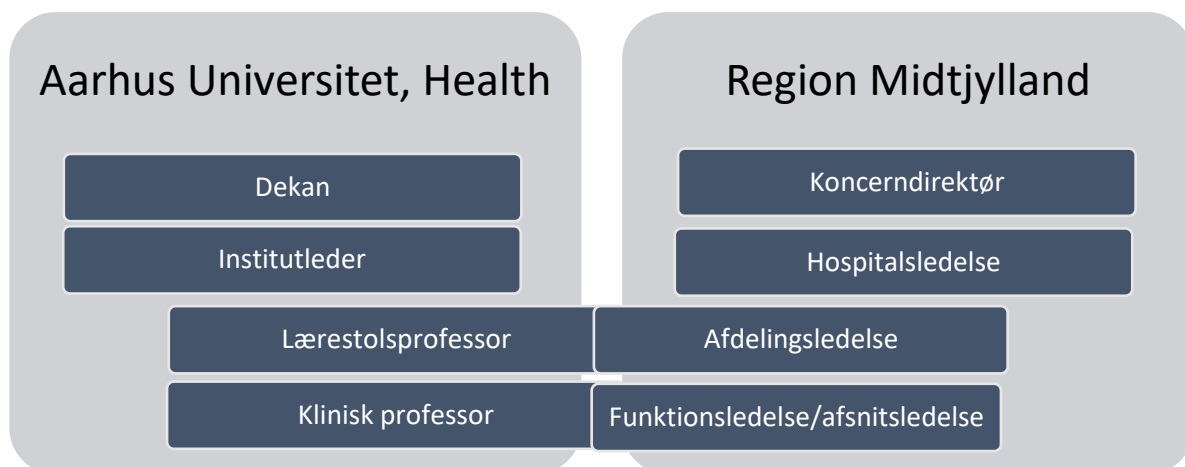 Aarhus Universitet, Health
Dekan
Institutleder
Lærestolsprofessor
Klinisk professor
Region Midtjylland
Koncerndirektør
Hospitalsledelse
Afdelingsledelse
Funktionsledelse/afsnitsledelse